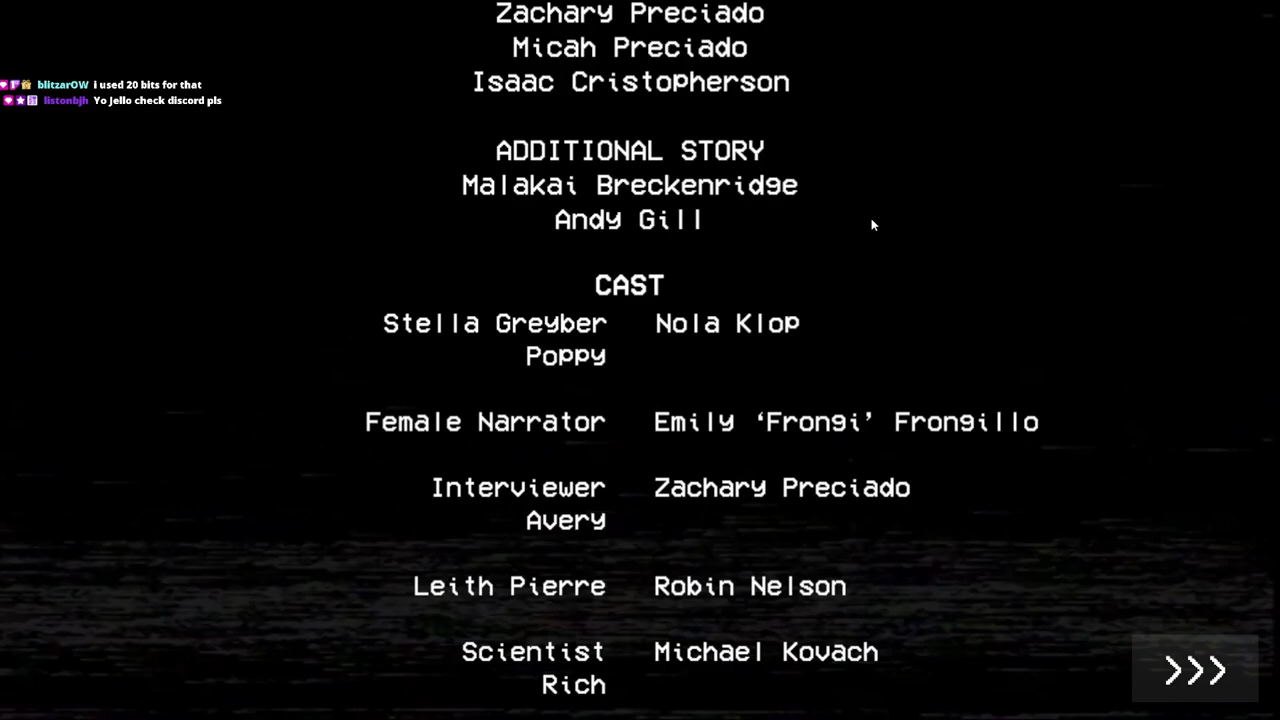 Zachary Preciado
Micah Preciado
Isaac Cristopherson
blitzarOW i used 20 bits for that
listonbjh Yo Jello check discord pls
ADDITIONAL STORY
Malakai Breckenridge
Andy Gill
CAST
Stella Greyber Nola Klop
Poppy
Female Narrator Emily ‘Frongi’ Frongillo
Interviewer Zachary Preciado
Avery
Leith Pierre Robin Nelson
Scientist Michael Kovach
Rich
>>>